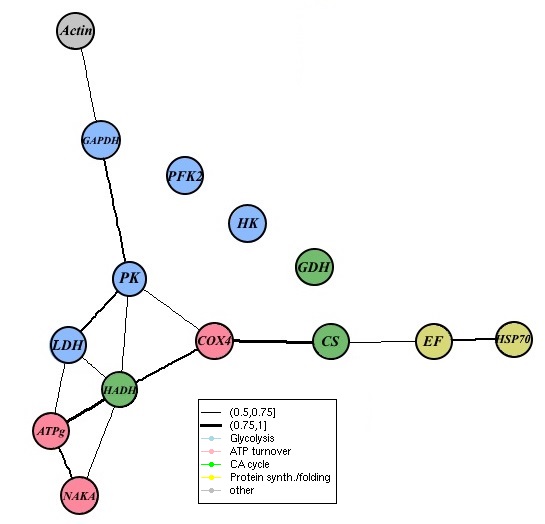 Actin
GAPDH
PFK2
HK
GDH
PK
LDH
COX4
CS
EF
HSP70
HADH
ATPg
NAKA
(0.5,0.75]
(0.75,1]
Glycolysis
ATP turnover
CA cycle
Protein synth./folding
other